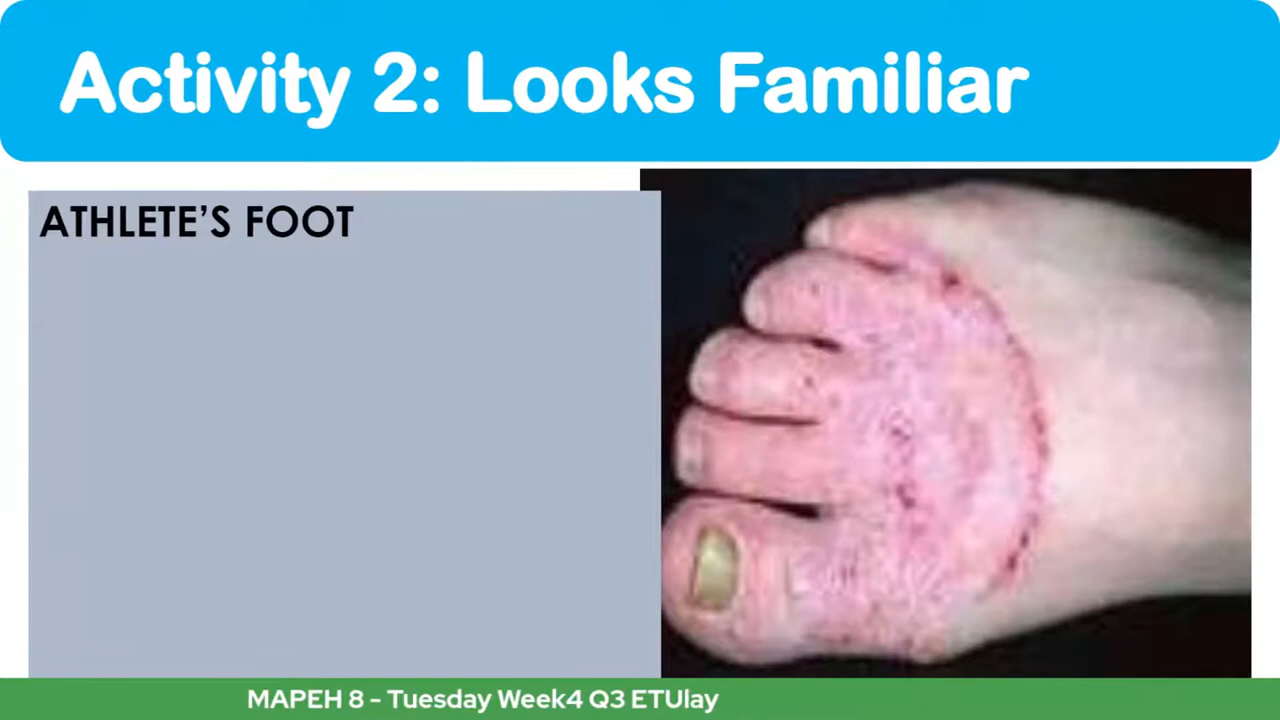 Activity 2: Looks Familiar
ATHLETE’S FOOT
MAPEH 8 - Tuesday Week4 Q3 ETUlay